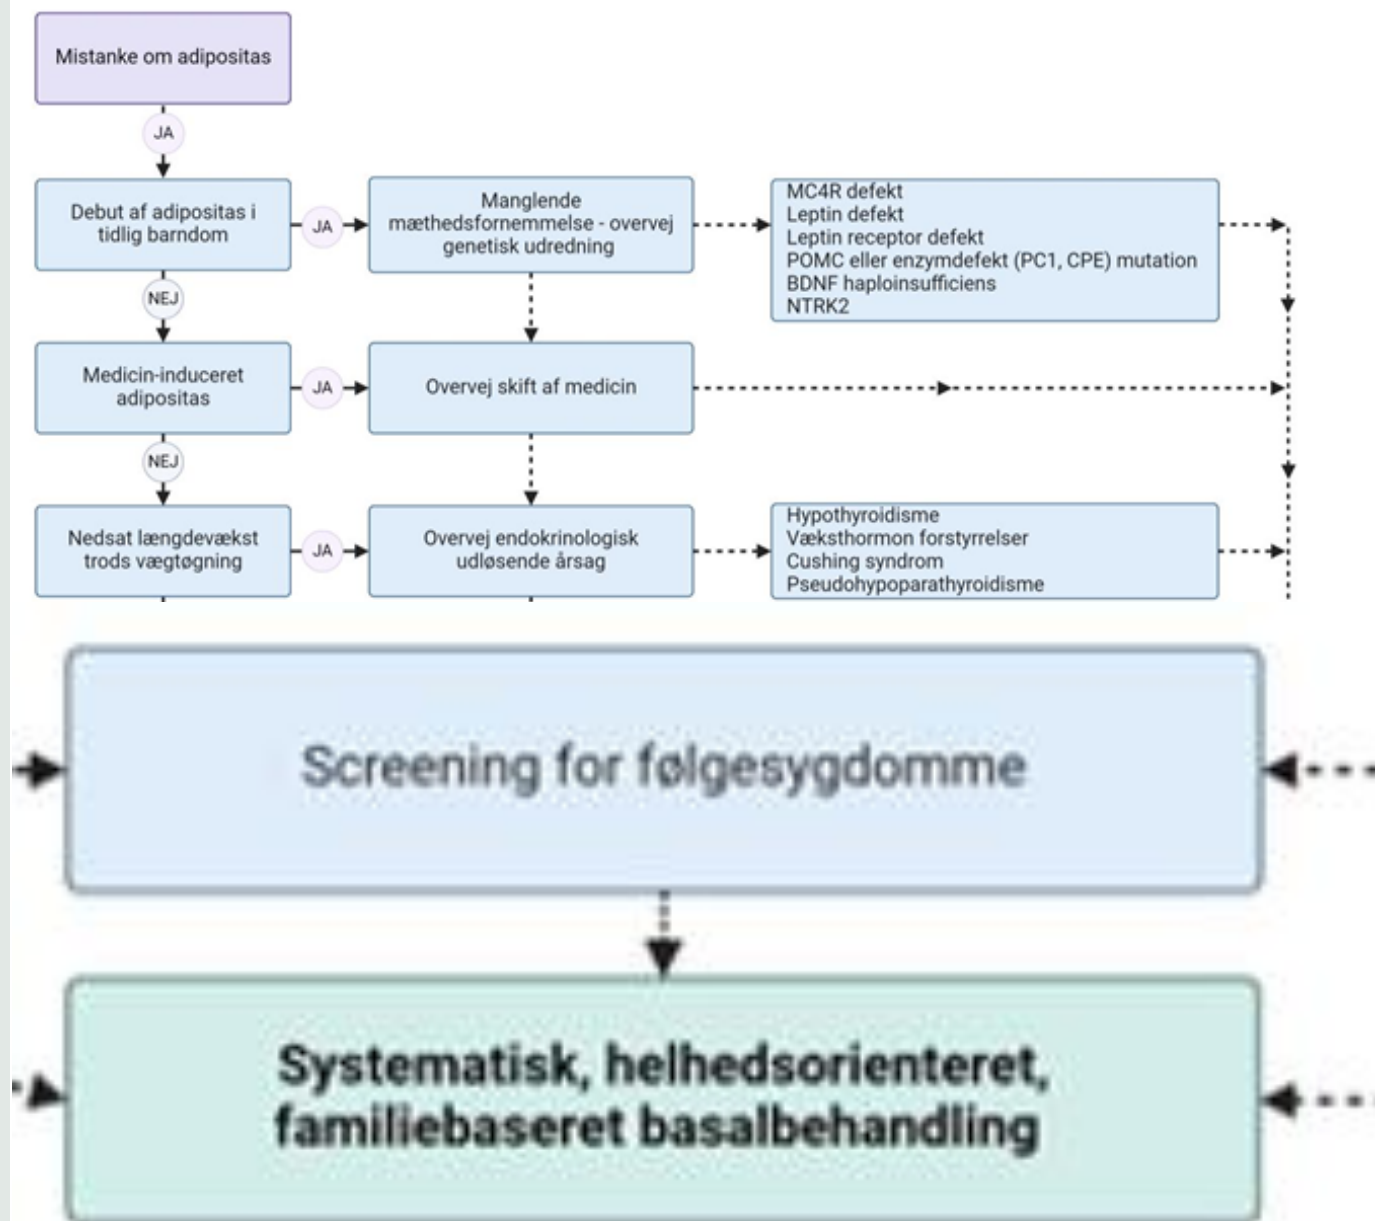 Mistanke om adipositas
JA
Debut af adipositas i
tidlig barndom
JA
Manglende
mæthedsfornemmelse - overvej
genetisk udredning
MC4R defekt
Leptin defekt
Leptin receptor defekt
POMC eller enzymdefekt (PC1, CPE) mutation
BDNF haploinsufficiens
NTRK2
NEJ
Medicin-induceret
adipositas
JA
Overvej skift af medicin
NEJ
Nedsat længdevækst
trods vægtøgning
JA
Overvej endokrinologisk
udløsende årsag
Hypothyroidisme
Væksthormon forstyrrelser
Cushing syndrom
Pseudohypoparathyroidisme
Screening for følgesygdomme
Systematisk, helhedsorienteret,
familiebaseret basalbehandling